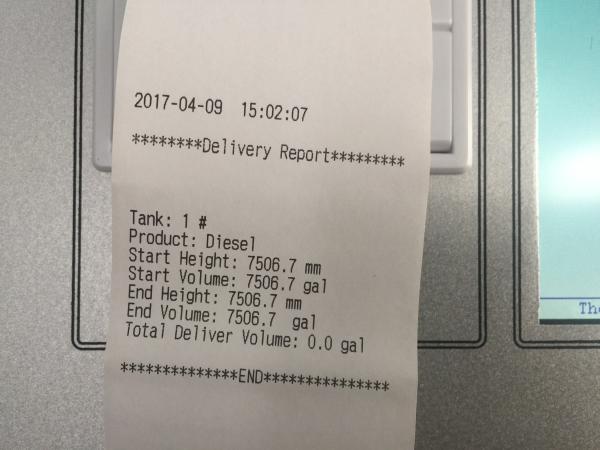 2017-04-09 15:02:07
********Delivery Report*********
Tank: 1 #
Product: Diesel
Start Height: 7506.7 mm
Start Volume: 7506.7 gal
End Height: 7506.7 mm
End Volume: 7506.7 gal
Total Deliver Volume: 0.0 gal
**************END***************
Th